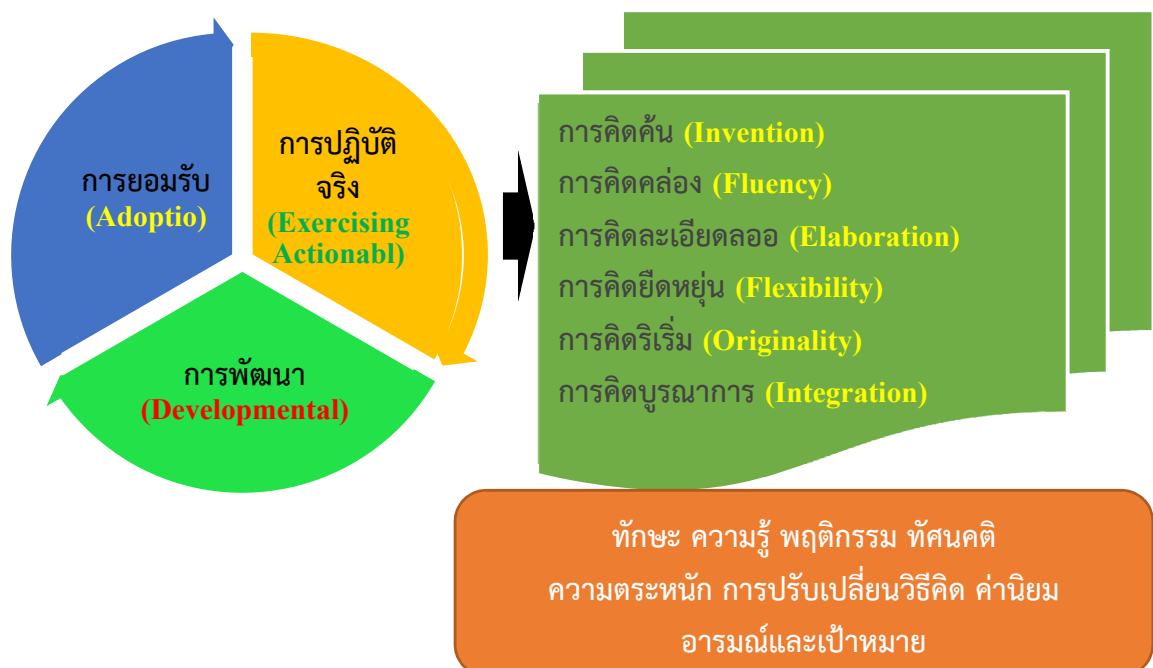 การยอมรับ
(Adoptio)
การปฏิบัติ
จริง
(Exercising
Actionabl)
การพัฒนา
(Developmental)
การคิดค้น (Invention)
การคิดคล่อง (Fluency)
การคิดละเอียดลออ (Elaboration)
การคิดยืดหยุ่น (Flexibility)
การคิดริเริ่ม (Originality)
การคิดบูรณาการ (Integration)
ทักษะ ความรู้ พฤติกรรม ทัศนคติ
ความตระหนัก การปรับเปลี่ยนวิธีคิด ค่านิยม
อารมณ์และเป้าหมาย